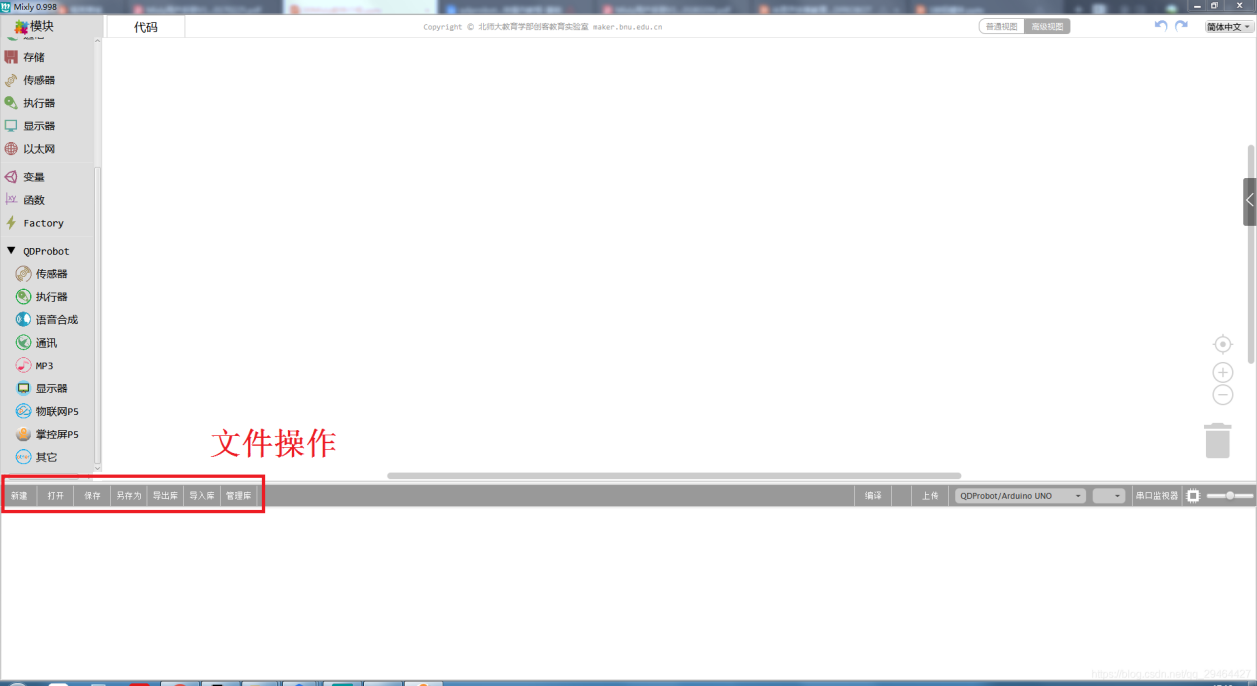 Mixly 0.998
模块
代码
Copyright © 北师大教育学部创客教育实验室 maker.bnu.edu.cn
普通视图 高级视图
简体中文
存储
传感器
执行器
显示器
以太网
变量
函数
Factory
QDProbot
传感器
执行器
语音合成
通讯
MP3
显示器
物联网P5
掌控屏P5
其它
文件操作
新建 打开 保存 另存为 导出库 导入库 管理库
编译 上传 QDProbot/Arduino UNO 串口监视器